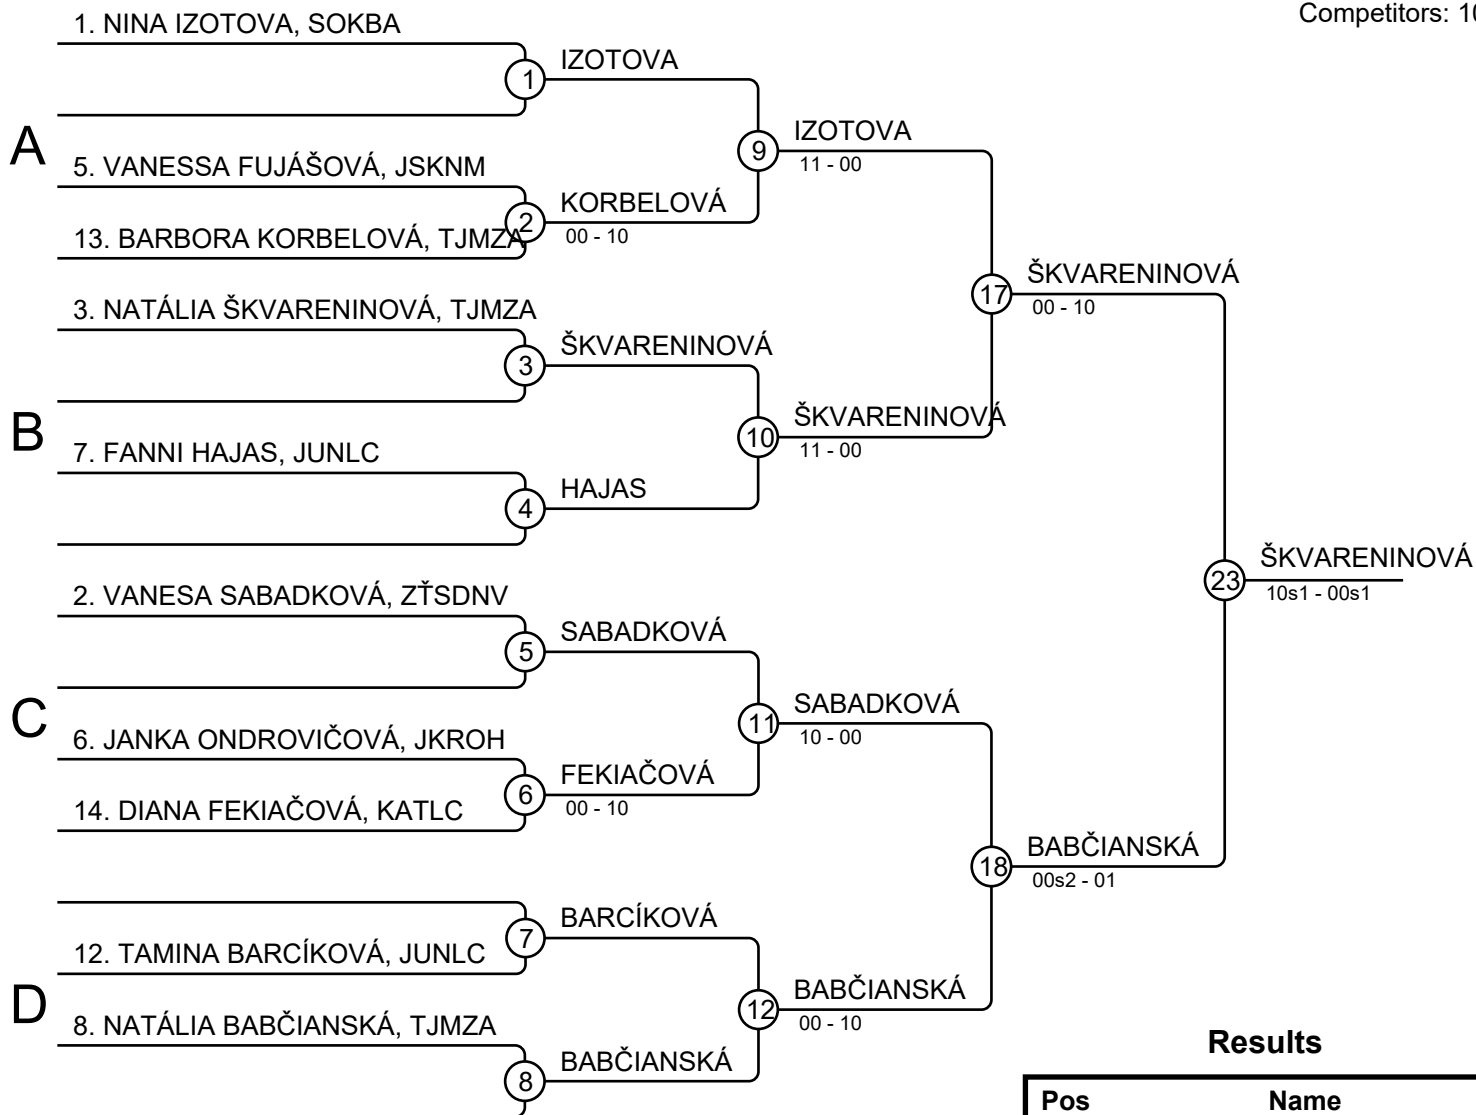 Competitors: 10
1. NINA IZOTOVA, SOKBA
1
IZOTOVA
A
5. VANESSA FUJÁŠOVÁ, JSKNM
9
IZOTOVA
11 - 00
2
KORBELOVÁ
00 - 10
13. BARBORA KORBELOVÁ, TJMZA
3. NATÁLIA ŠKVARENINOVÁ, TJMZA
17
ŠKVARENINOVÁ
00 - 10
3
ŠKVARENINOVÁ
B
7. FANNI HAJAS, JUNLC
10
ŠKVARENINOVÁ
11 - 00
4
HAJAS
23
ŠKVARENINOVÁ
10s1 - 00s1
2. VANESA SABADKOVÁ, ZŤSDNV
5
SABADKOVÁ
C
6. JANKA ONDROVIČOVÁ, JKROH
11
SABADKOVÁ
10 - 00
6
FEKIAČOVÁ
00 - 10
14. DIANA FEKIAČOVÁ, KATLC
18
BABČIANSKÁ
00s2 - 01
7
BARCÍKOVÁ
12. TAMINA BARCÍKOVÁ, JUNLC
D
8. NATÁLIA BABČIANSKÁ, TJMZA
12
BABČIANSKÁ
00 - 10
8
BABČIANSKÁ
Results
Pos Name